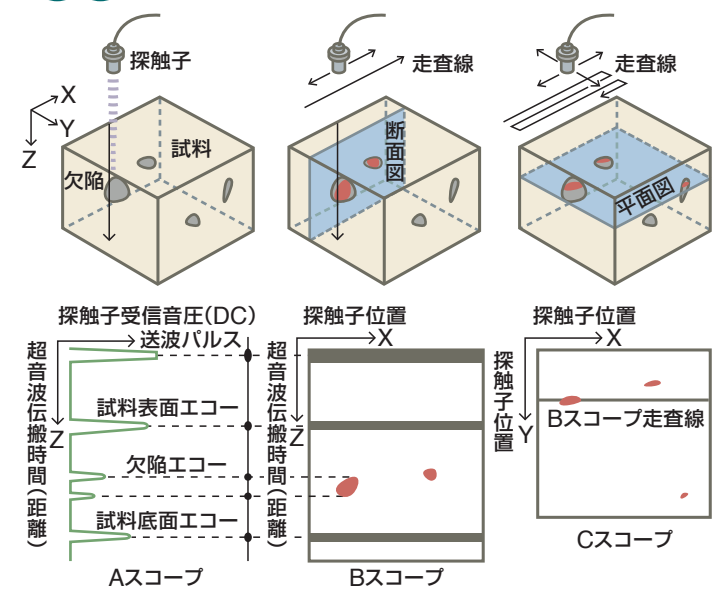 探触子
X
Y
Z
試料
欠陥
走査線
断面図
走査線
平面図
探触子受信音圧(DC)
送波パルス
超音波伝搬時間(距離)
Z
試料表面エコー
欠陥エコー
試料底面エコー
Aスコープ
探触子位置
X
超音波伝搬時間(距離)
Z
Bスコープ
探触子位置
X
探触子位置
Y
Bスコープ走査線
Cスコープ